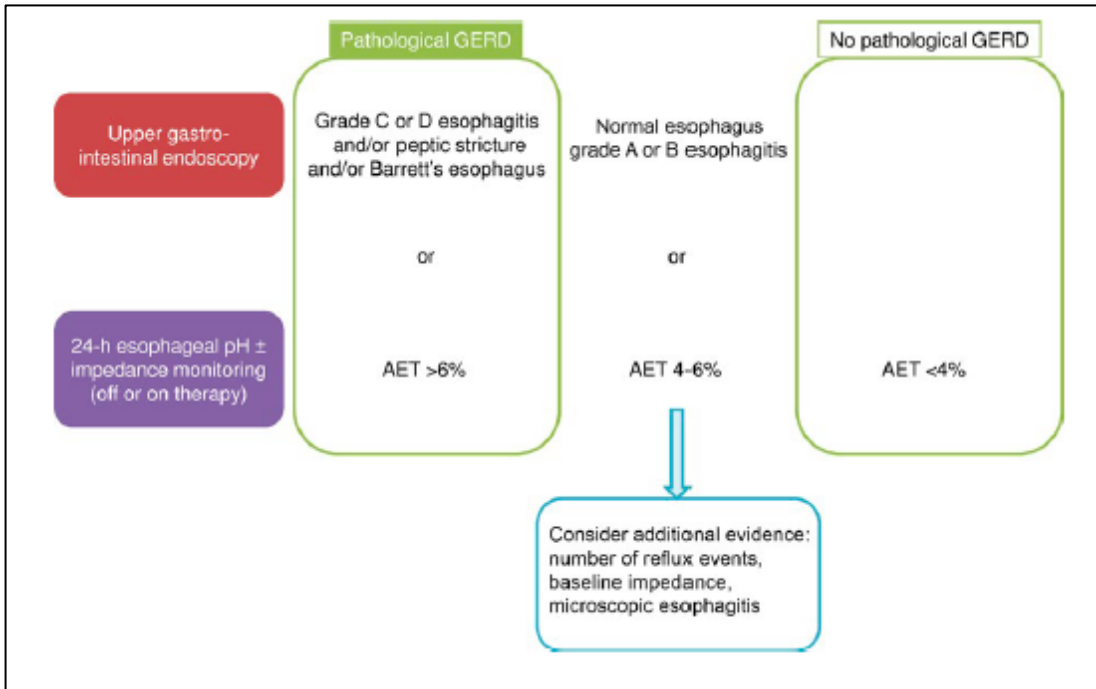 Pathological GERD
No pathological GERD
Upper gastro-
intestinal endoscopy
Grade C or D esophagitis
and/or peptic stricture
and/or Barrett's esophagus
Normal esophagus
grade A or B esophagitis
or
or
24-h esophageal pH ±
impedance monitoring
(off or on therapy)
AET >6%
AET 4-6%
AET <4%
Consider additional evidence:
number of reflux events,
baseline impedance,
microscopic esophagitis